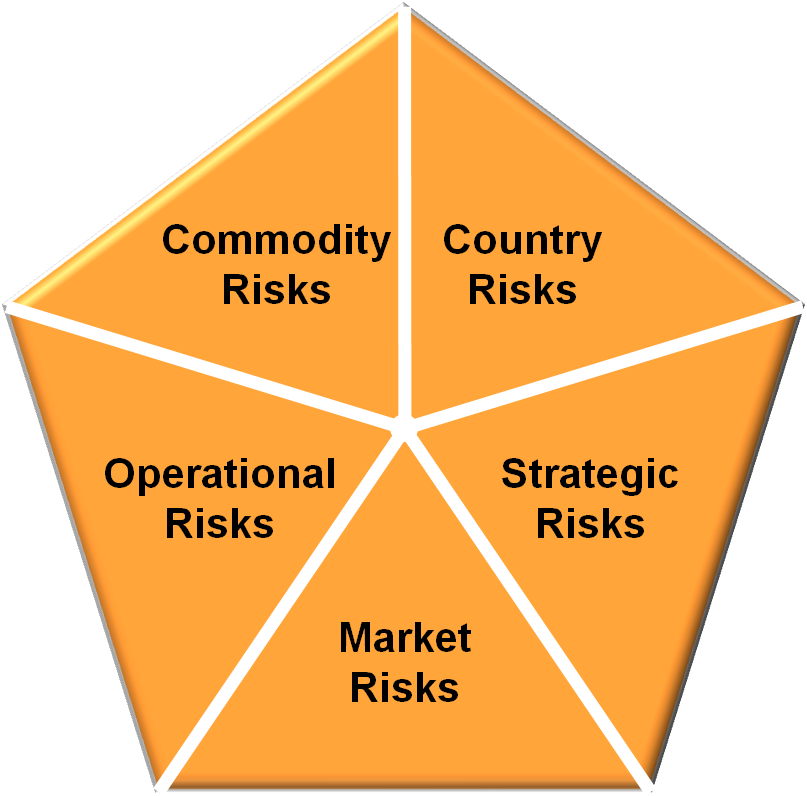 Commodity
Risks
Country
Risks
Operational
Risks
Strategic
Risks
Market
Risks